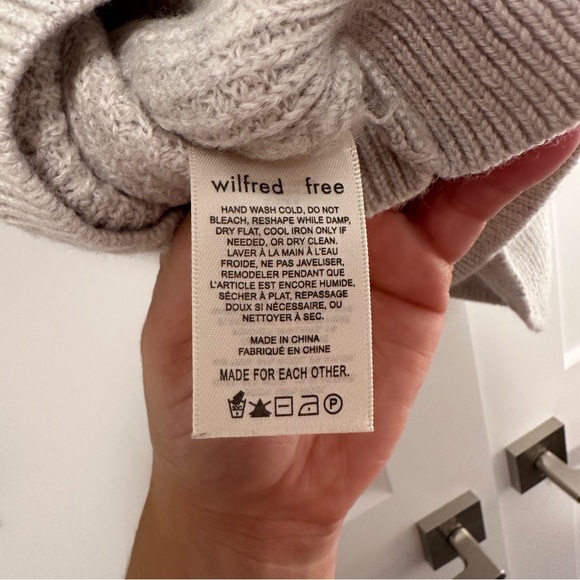 wilfred free
HAND WASH COLD, DO NOT
BLEACH, RESHAPE WHILE DAMP,
DRY FLAT, COOL IRON ONLY IF
NEEDED, OR DRY CLEAN.
LAVER À LA MAIN À L'EAU
FROIDE, NE PAS JAVELISER,
REMODELER PENDANT QUE
L'ARTICLE EST ENCORE HUMIDE,
SÉCHER À PLAT, REPASSAGE
DOUX SI NÉCESSAIRE, OU
NETTOYER À SEC.
MADE IN CHINA
FABRIQUÉ EN CHINE
MADE FOR EACH OTHER.
30C P